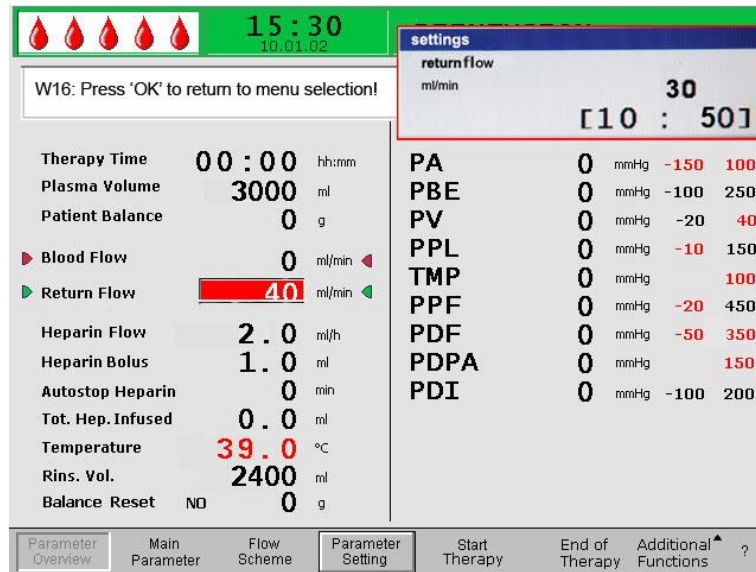 15:30
10.01.02
settings
return flow
ml/min 30
[10 : 50]
W16: Press 'OK' to return to menu selection!
Therapy Time 00:00 hh:mm
Plasma Volume 3000 ml
Patient Balance 0 g
Blood Flow 0 ml/min
Return Flow 40 ml/min
Heparin Flow 2.0 ml/h
Heparin Bolus 1.0 ml
Autostop Heparin 0 min
Tot. Hep. Infused 0.0 ml
Temperature 39.0 °C
Rins. Vol. 2400 ml
Balance Reset NO 0 g
PA 0 mmHg -150 100
PBE 0 mmHg -100 250
PV 0 mmHg -20 40
PPL 0 mmHg -10 150
TMP 0 mmHg 100
PPF 0 mmHg -20 450
PDF 0 mmHg -50 350
PDPA 0 mmHg 150
PDI 0 mmHg -100 200
Parameter Overview
Main Parameter
Flow Scheme
Parameter Setting
Start Therapy
End of Therapy
Additional Functions
?